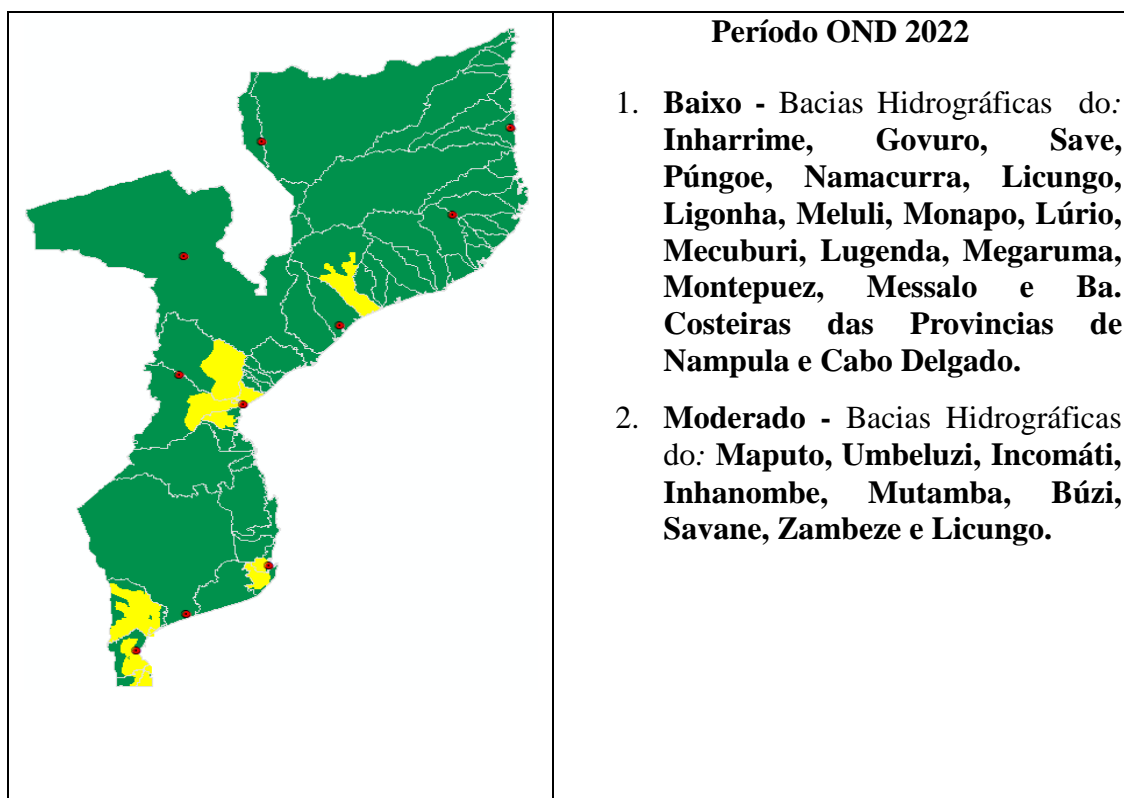 Período OND 2022
1. Baixo - Bacias Hidrográficas do:
Inharrime, Govuro, Save,
Púngoe, Namacurra, Licungo,
Ligonha, Meluli, Monapo, Lúrio,
Mecuburi, Lugenda, Megaruma,
Montepuez, Messalo e Ba.
Costeiras das Provincias de
Nampula e Cabo Delgado.
2. Moderado - Bacias Hidrográficas
do: Maputo, Umbeluzi, Incomáti,
Inhanombe, Mutamba, Búzi,
Savane, Zambeze e Licungo.